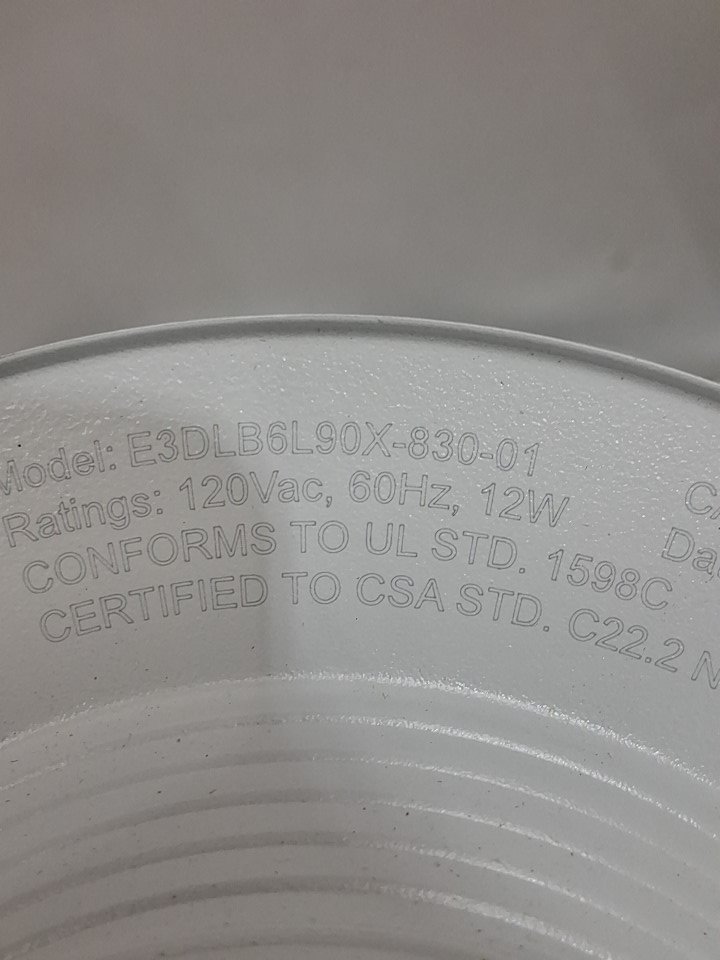 Model: E3DLB6L90X-830-01
Ratings: 120Vac, 60Hz, 12W
CONFORMS TO UL STD. 1598C
CERTIFIED TO CSA STD. C22.2